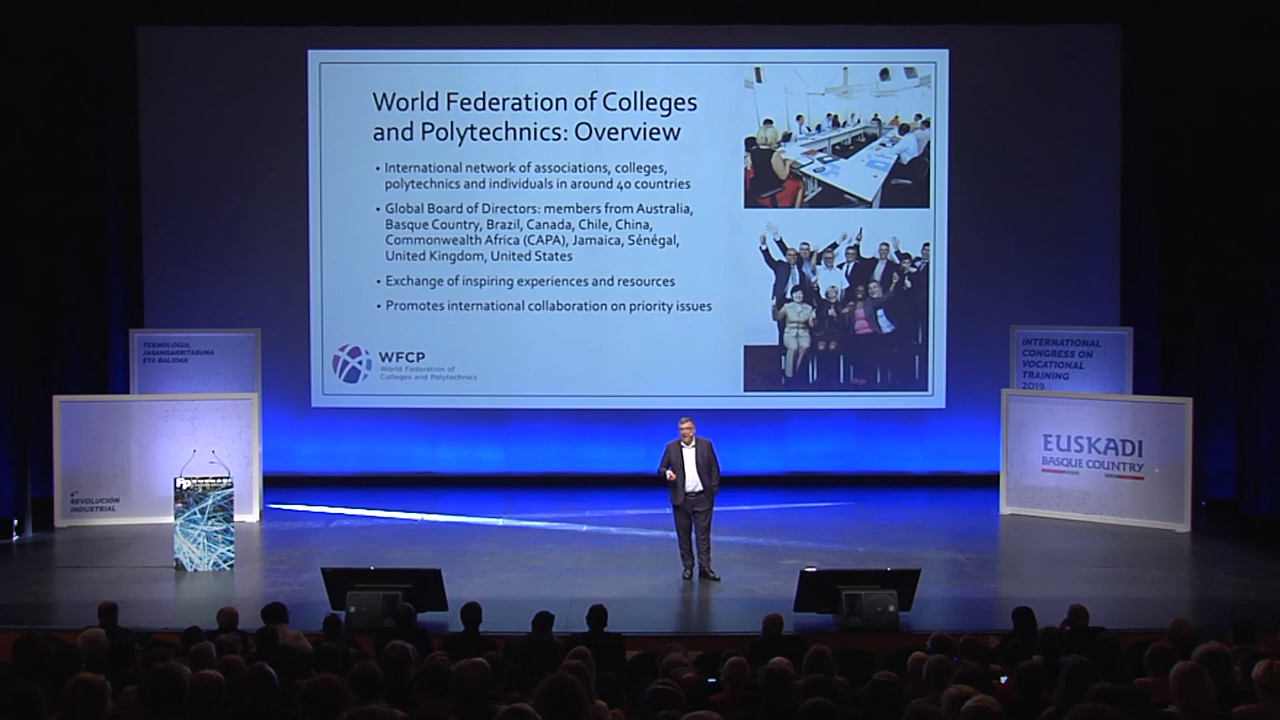 World Federation of Colleges
and Polytechnics: Overview
• International network of associations, colleges,
polytechnics and individuals in around 40 countries
• Global Board of Directors: members from Australia,
Basque Country, Brazil, Canada, Chile, China,
Commonwealth Africa (CAPA), Jamaica, Sénégal,
United Kingdom, United States
• Exchange of inspiring experiences and resources
• Promotes international collaboration on priority issues
WFCP
World Federation of
Colleges and Polytechnics
TEKNOLOGIA,
JASANGARRITASUNA
ETA BALIOAK
4ª
REVOLUCIÓN
INDUSTRIAL
INTERNATIONAL
CONGRESS ON
VOCATIONAL
TRAINING
2019
EUSKADI
BASQUE COUNTRY
Fp EUSKADI